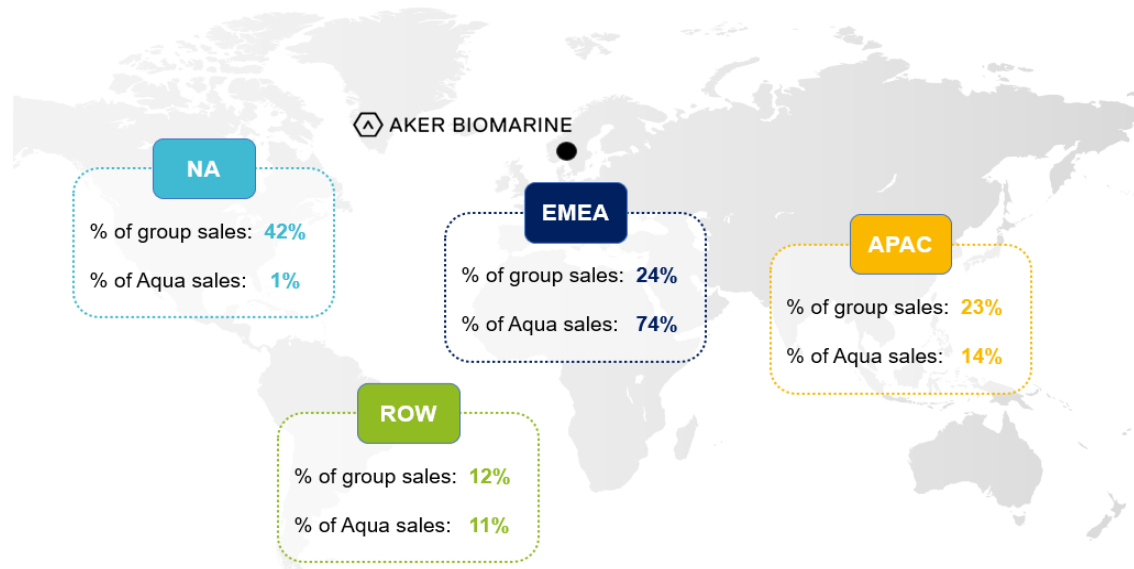 AKER BIOMARINE
NA
% of group sales: 42%
% of Aqua sales: 1%
EMEA
% of group sales: 24%
% of Aqua sales: 74%
APAC
% of group sales: 23%
% of Aqua sales: 14%
ROW
% of group sales: 12%
% of Aqua sales: 11%